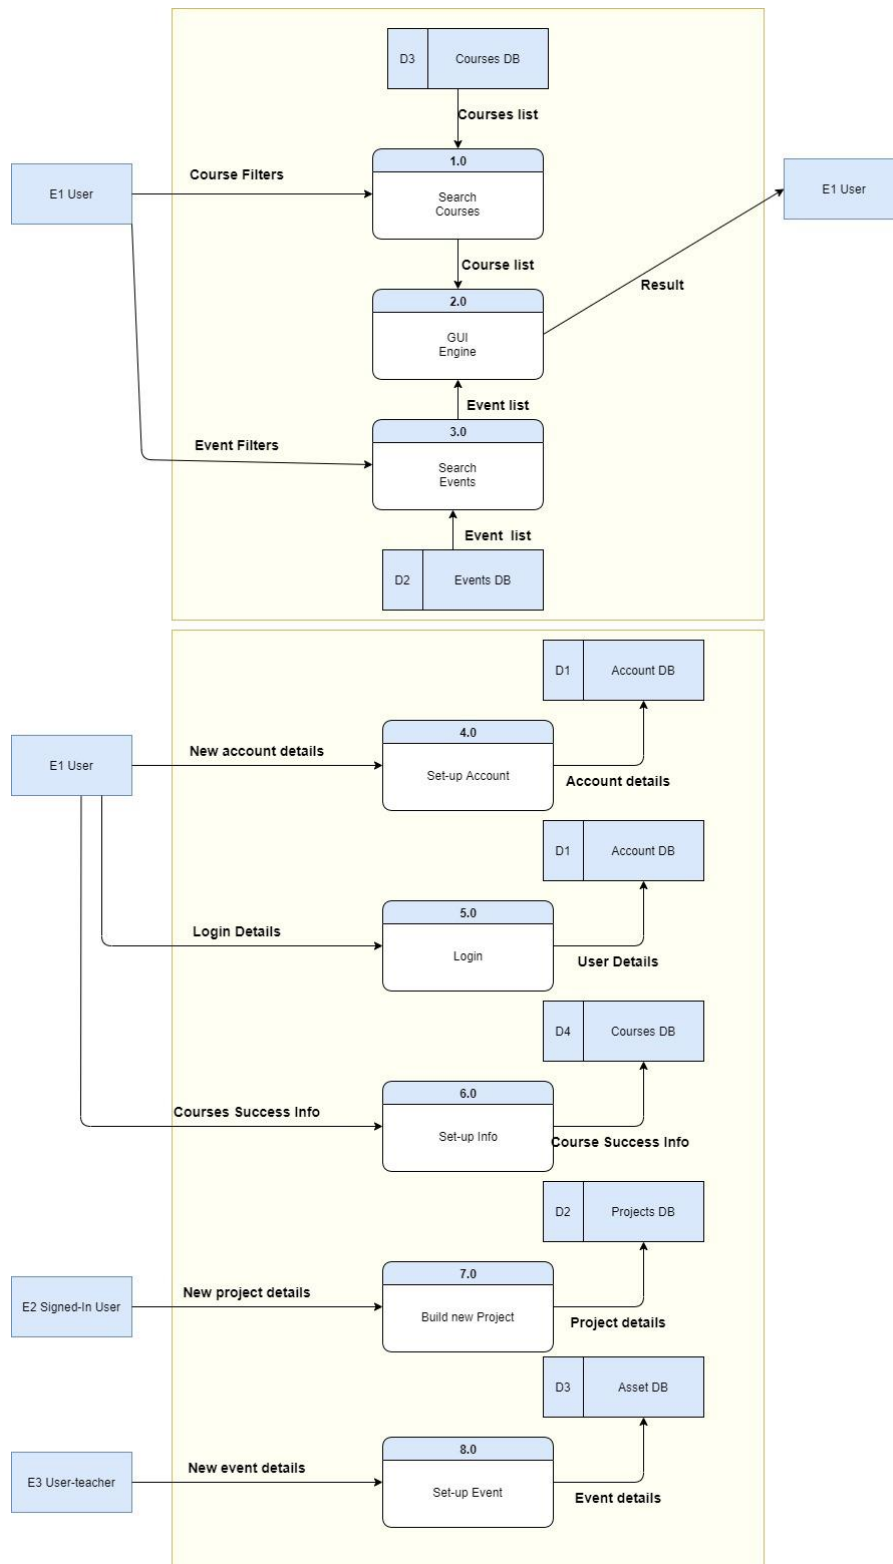 D3 Courses DB
Courses list
1.0
E1 User
Course Filters
Search
Courses
E1 User
Course list
Result
2.0
GUI
Engine
Event list
3.0
Event Filters
Search
Events
Event list
D2 Events DB
D1 Account DB
4.0
E1 User
New account details
Set-up Account
Account details
D1 Account DB
5.0
Login Details
Login
User Details
D4 Courses DB
6.0
Courses Success Info
Set-up Info
Course Success Info
D2 Projects DB
7.0
E2 Signed-In User
New project details
Build new Project
Project details
D3 Asset DB
8.0
E3 User-teacher
New event details
Set-up Event
Event details